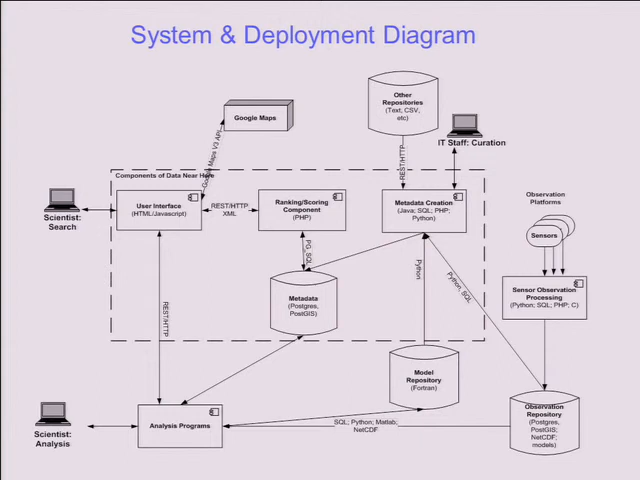 System & Deployment Diagram
Other
Repositories
(Text, CSV,
etc)
Google Maps
IT Staff: Curation
Google Maps V3 API
REST/HTTP
Components of Data Near Here
User Interface
(HTML/Javascript)
REST/HTTP
XML
Ranking/Scoring
Component
(PHP)
Metadata Creation
(Java; SQL; PHP;
Python)
Observation
Platforms
Sensors
Scientist:
Search
PG_SQL
Metadata
(Postgres,
PostGIS)
Python
Python, SQL
Sensor Observation
Processing
(Python; SQL; PHP; C)
REST/HTTP
Model
Repository
(Fortran)
Scientist:
Analysis
Analysis Programs
SQL; Python; Matlab;
NetCDF
Observation
Repository
(Postgres,
PostGIS;
NetCDF;
models)